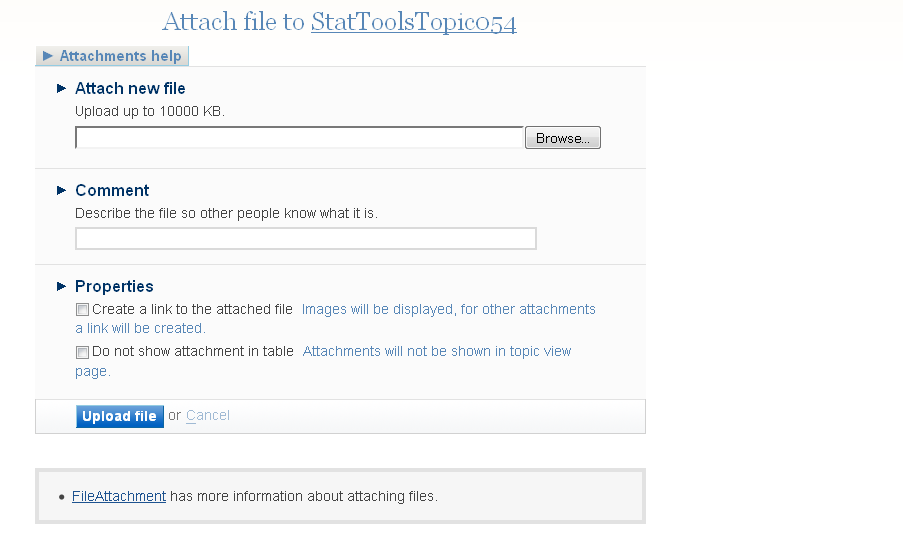 Attach file to StatToolsTopic054
Attachments help
Attach new file
Upload up to 10000 KB.
Browse...
Comment
Describe the file so other people know what it is.
Properties
Create a link to the attached file Images will be displayed, for other attachments
a link will be created.
Do not show attachment in table Attachments will not be shown in topic view
page.
Upload file or Cancel
• FileAttachment has more information about attaching files.